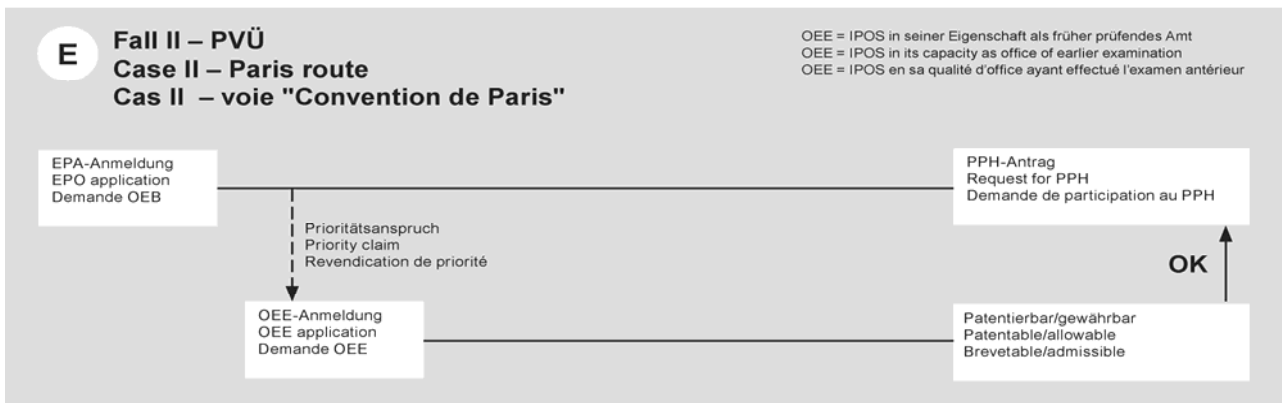 E
Fall II – PVÜ
Case II – Paris route
Cas II – voie "Convention de Paris"
OEE = IPOS in seiner Eigenschaft als früher prüfendes Amt
OEE = IPOS in its capacity as office of earlier examination
OEE = IPOS en sa qualité d'office ayant effectué l'examen antérieur
EPA-Anmeldung
EPO application
Demande OEB
PPH-Antrag
Request for PPH
Demande de participation au PPH
Prioritätsanspruch
Priority claim
Revendication de priorité
OK
OEE-Anmeldung
OEE application
Demande OEE
Patentierbar/gewährbar
Patentable/allowable
Brevetable/admissible